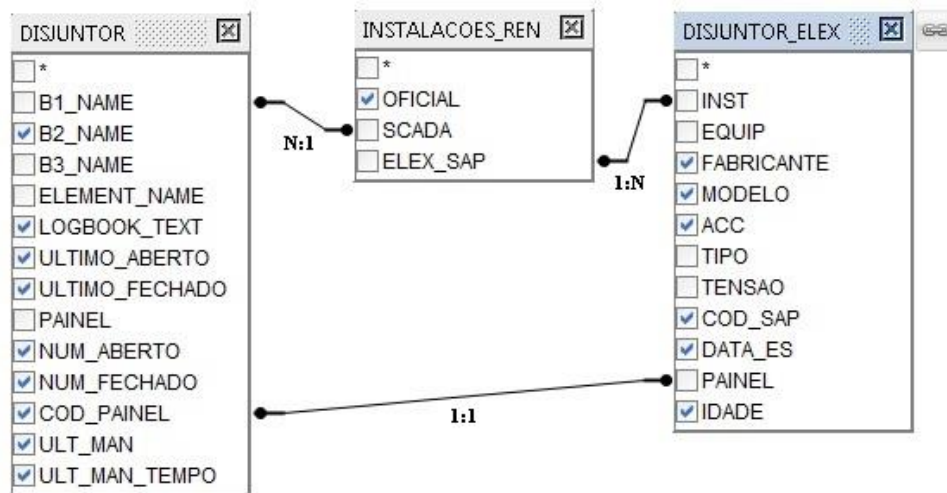 DISJUNTOR
*
B1_NAME
B2_NAME
B3_NAME
ELEMENT_NAME
LOGBOOK_TEXT
ULTIMO_ABERTO
ULTIMO_FECHADO
PAINEL
NUM_ABERTO
NUM_FECHADO
COD_PAINEL
ULT_MAN
ULT_MAN_TEMPO
N:1
INSTALACOES_REN
*
OFICIAL
SCADA
ELEX_SAP
1:N
1:1
DISJUNTOR_ELEX
*
INST
EQUIP
FABRICANTE
MODELO
ACC
TIPO
TENSAO
COD_SAP
DATA_ES
PAINEL
IDADE